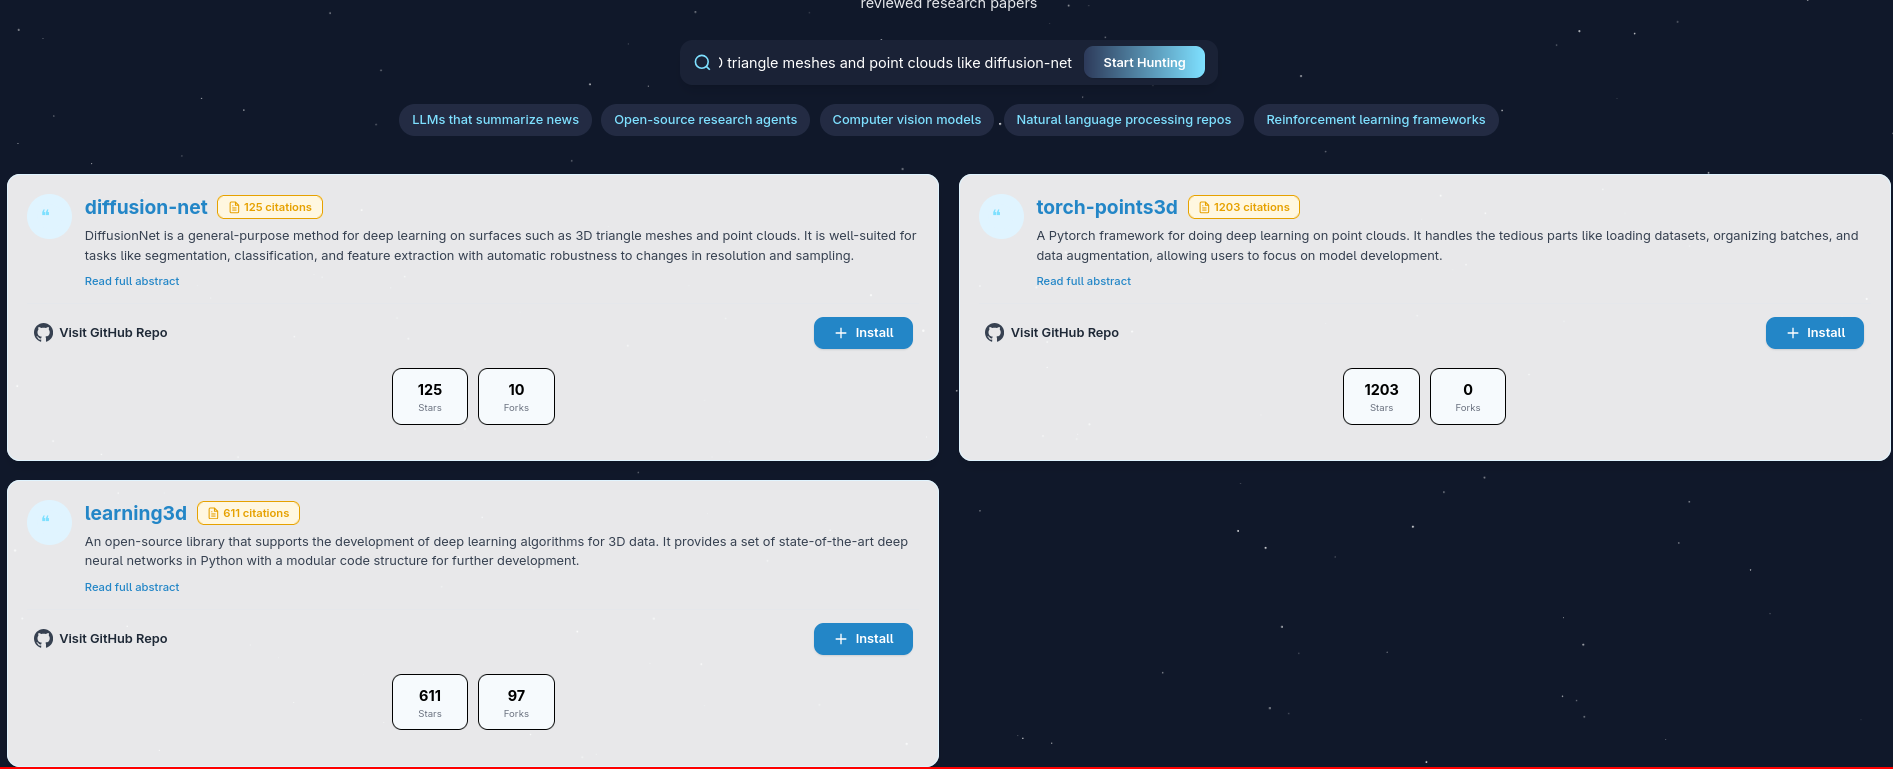 reviewed research papers
triangle meshes and point clouds like diffusion-net
Start Hunting
LLMs that summarize news
Open-source research agents
Computer vision models
Natural language processing repos
Reinforcement learning frameworks
diffusion-net
125 citations
DiffusionNet is a general-purpose method for deep learning on surfaces such as 3D triangle meshes and point clouds. It is well-suited for
tasks like segmentation, classification, and feature extraction with automatic robustness to changes in resolution and sampling.
Read full abstract
Visit GitHub Repo
+ Install
125
Stars
10
Forks
torch-points3d
1203 citations
A Pytorch framework for doing deep learning on point clouds. It handles the tedious parts like loading datasets, organizing batches, and
data augmentation, allowing users to focus on model development.
Read full abstract
Visit GitHub Repo
+ Install
1203
Stars
0
Forks
learning3d
611 citations
An open-source library that supports the development of deep learning algorithms for 3D data. It provides a set of state-of-the-art deep
neural networks in Python with a modular code structure for further development.
Read full abstract
Visit GitHub Repo
+ Install
611
Stars
97
Forks